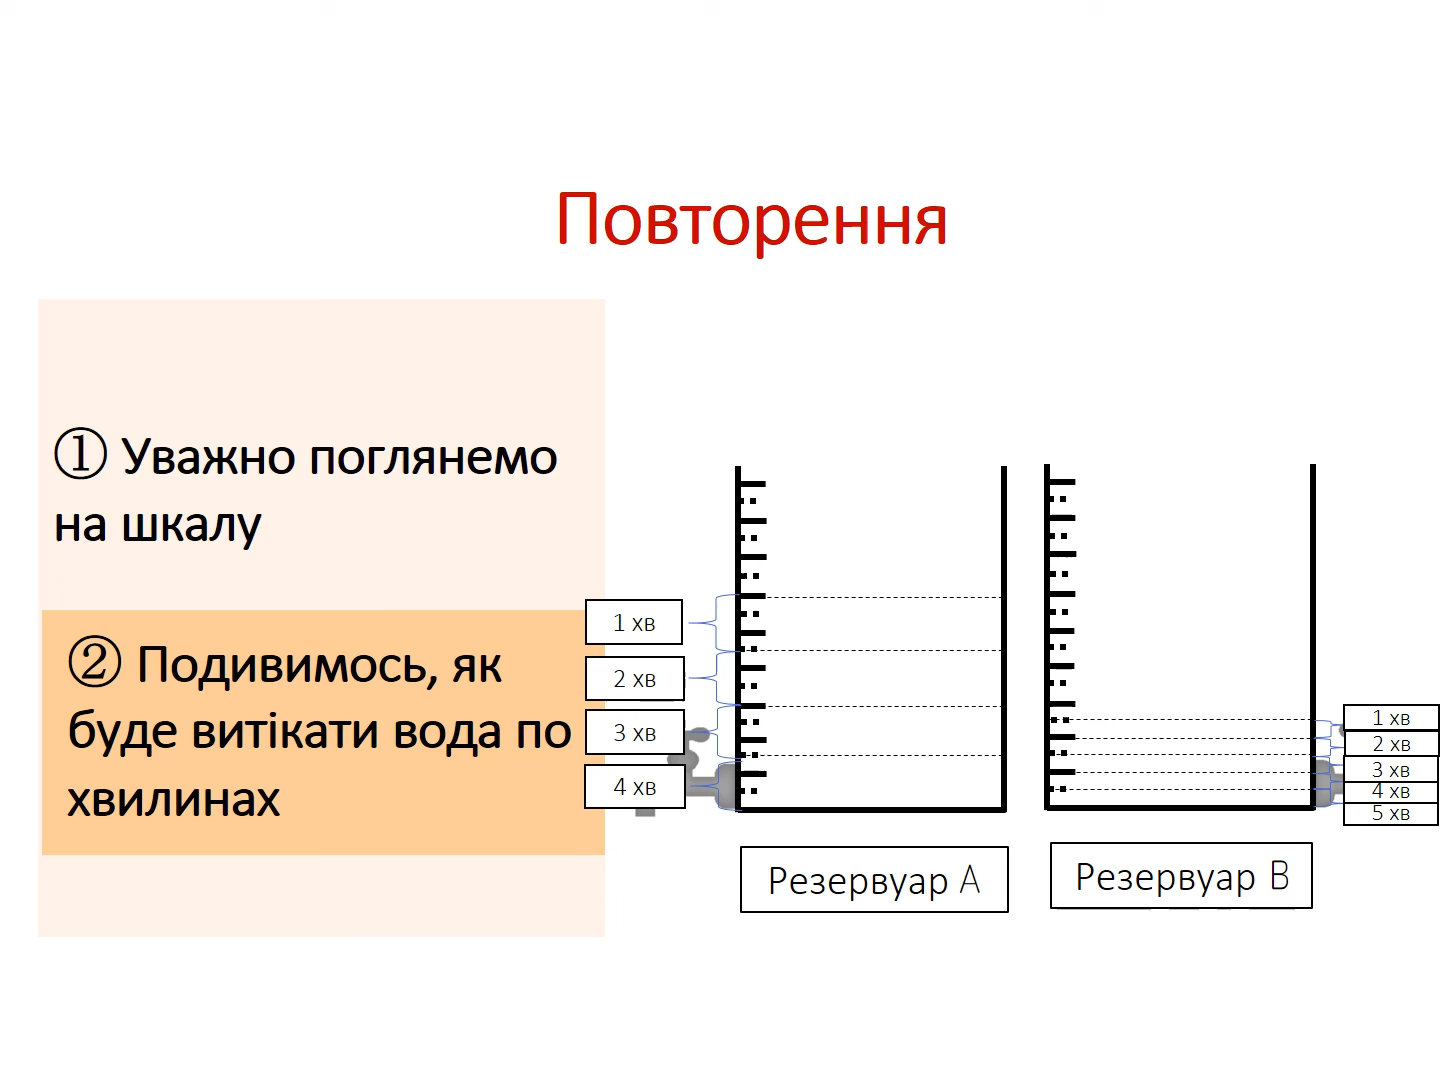 Повторення
① Уважно поглянемо
на шкалу
② Подивимось, як
буде витікати вода по
хвилинах
1 хв
2 хв
3 хв
4 хв
1 хв
2 хв
3 хв
4 хв
5 хв
Резервуар A
Резервуар B